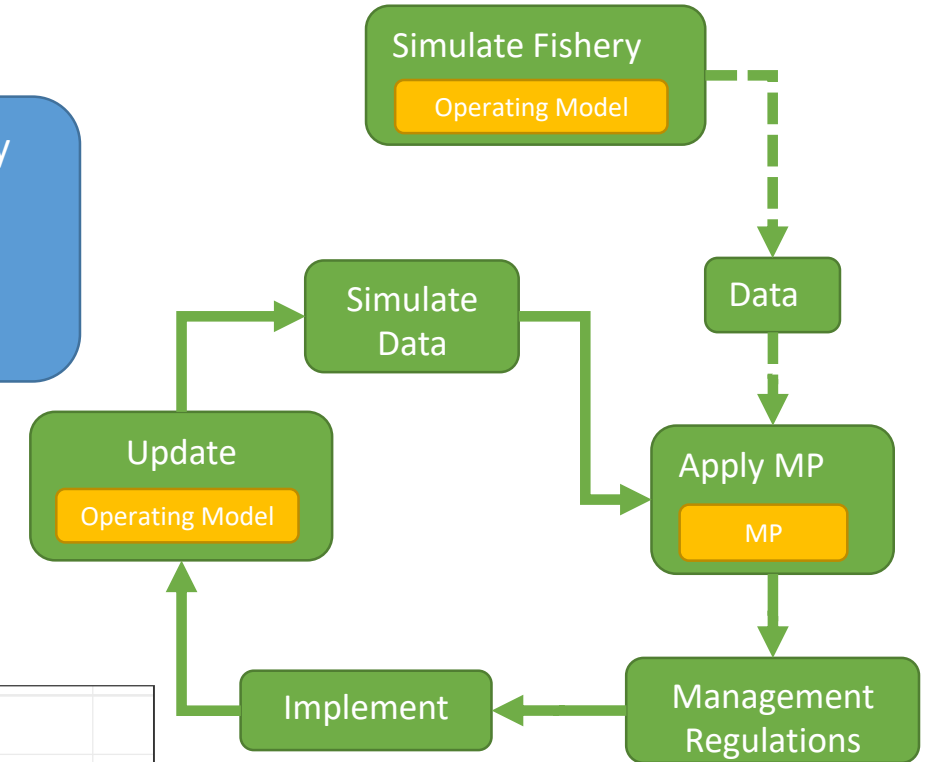 Simulate Fishery
Operating Model
Data
Simulate
Data
Update
Operating Model
Apply MP
MP
Management
Regulations
Implement